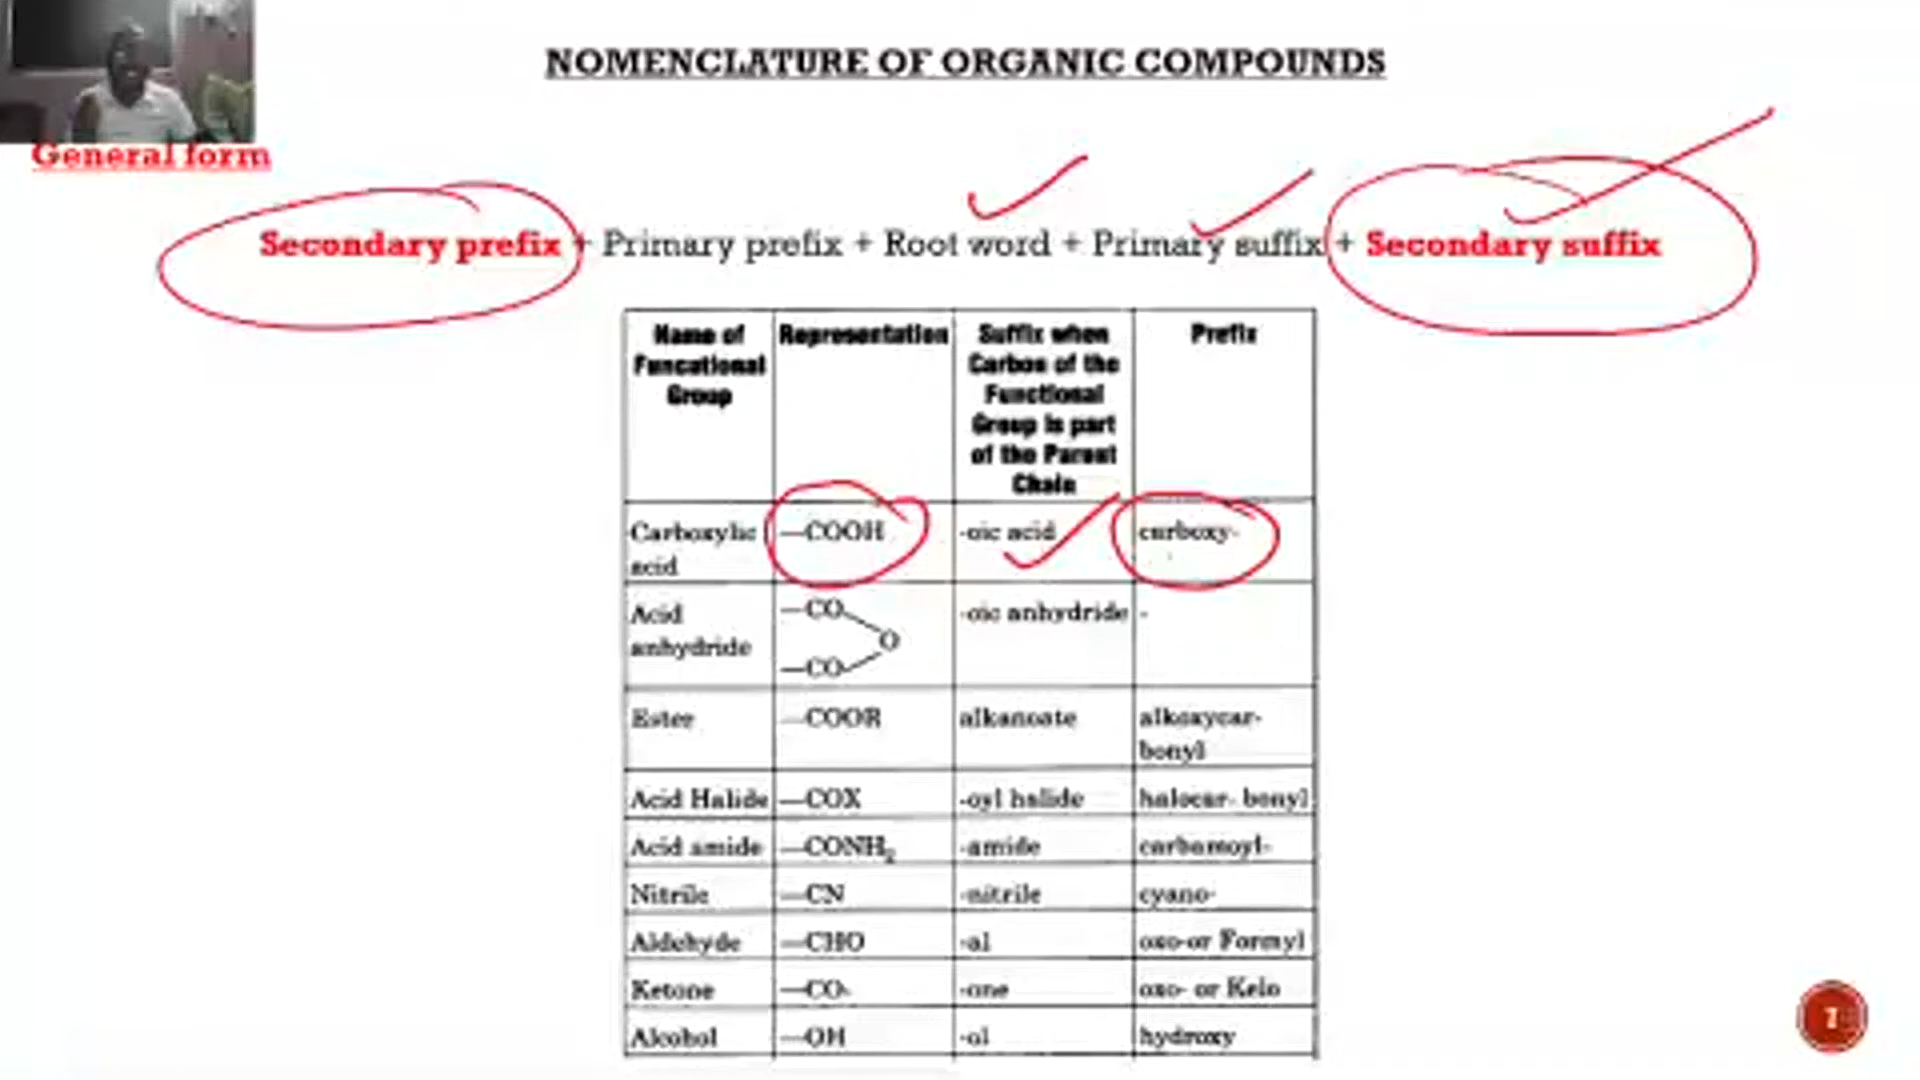 NOMENCLATURE OF ORGANIC COMPOUNDS
General form
Secondary prefix + Primary prefix + Root word + Primary suffix + Secondary suffix
Name of Funcational Group Representation Suffix when Carbon of the Functional Group is part of the Parent Chain Prefix
Carboxylic acid —COOH -oic acid carboxy-
Acid anhydride —CO O —CO -oic anhydride -
Ester —COOR alkanoate alkoxycar- bonyl
Acid Halide —COX -oyl halide halocar- bonyl
Acid amide —CONH₂ -amide carbamoyl-
Nitrile —CN -nitrile cyano-
Aldehyde —CHO -al oxo-or Formyl
Ketone —CO- -one oxo- or Keto
Alcohol —OH -ol hydroxy
7